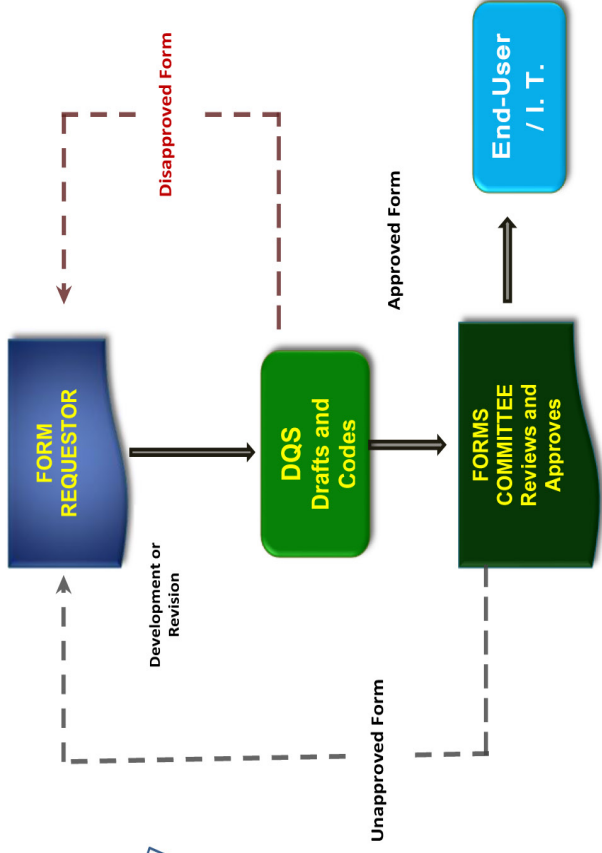 FORM
REQUESTOR
Development or
Revision
DQS
Drafts and
Codes
Disapproved Form
FORMS
COMMITTEE
Reviews and
Approves
Unapproved Form
Approved Form
End-User
/ I. T.